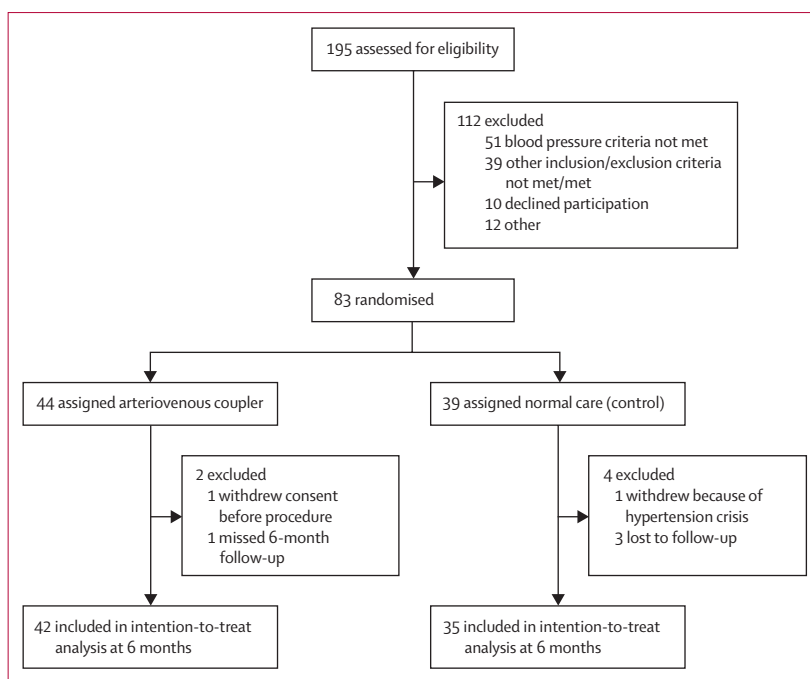 195 assessed for eligibility
112 excluded
51 blood pressure criteria not met
39 other inclusion/exclusion criteria
not met/met
10 declined participation
12 other
83 randomised
44 assigned arteriovenous coupler
39 assigned normal care (control)
2 excluded
1 withdrew consent
before procedure
1 missed 6-month
follow-up
4 excluded
1 withdrew because of
hypertension crisis
3 lost to follow-up
42 included in intention-to-treat
analysis at 6 months
35 included in intention-to-treat
analysis at 6 months